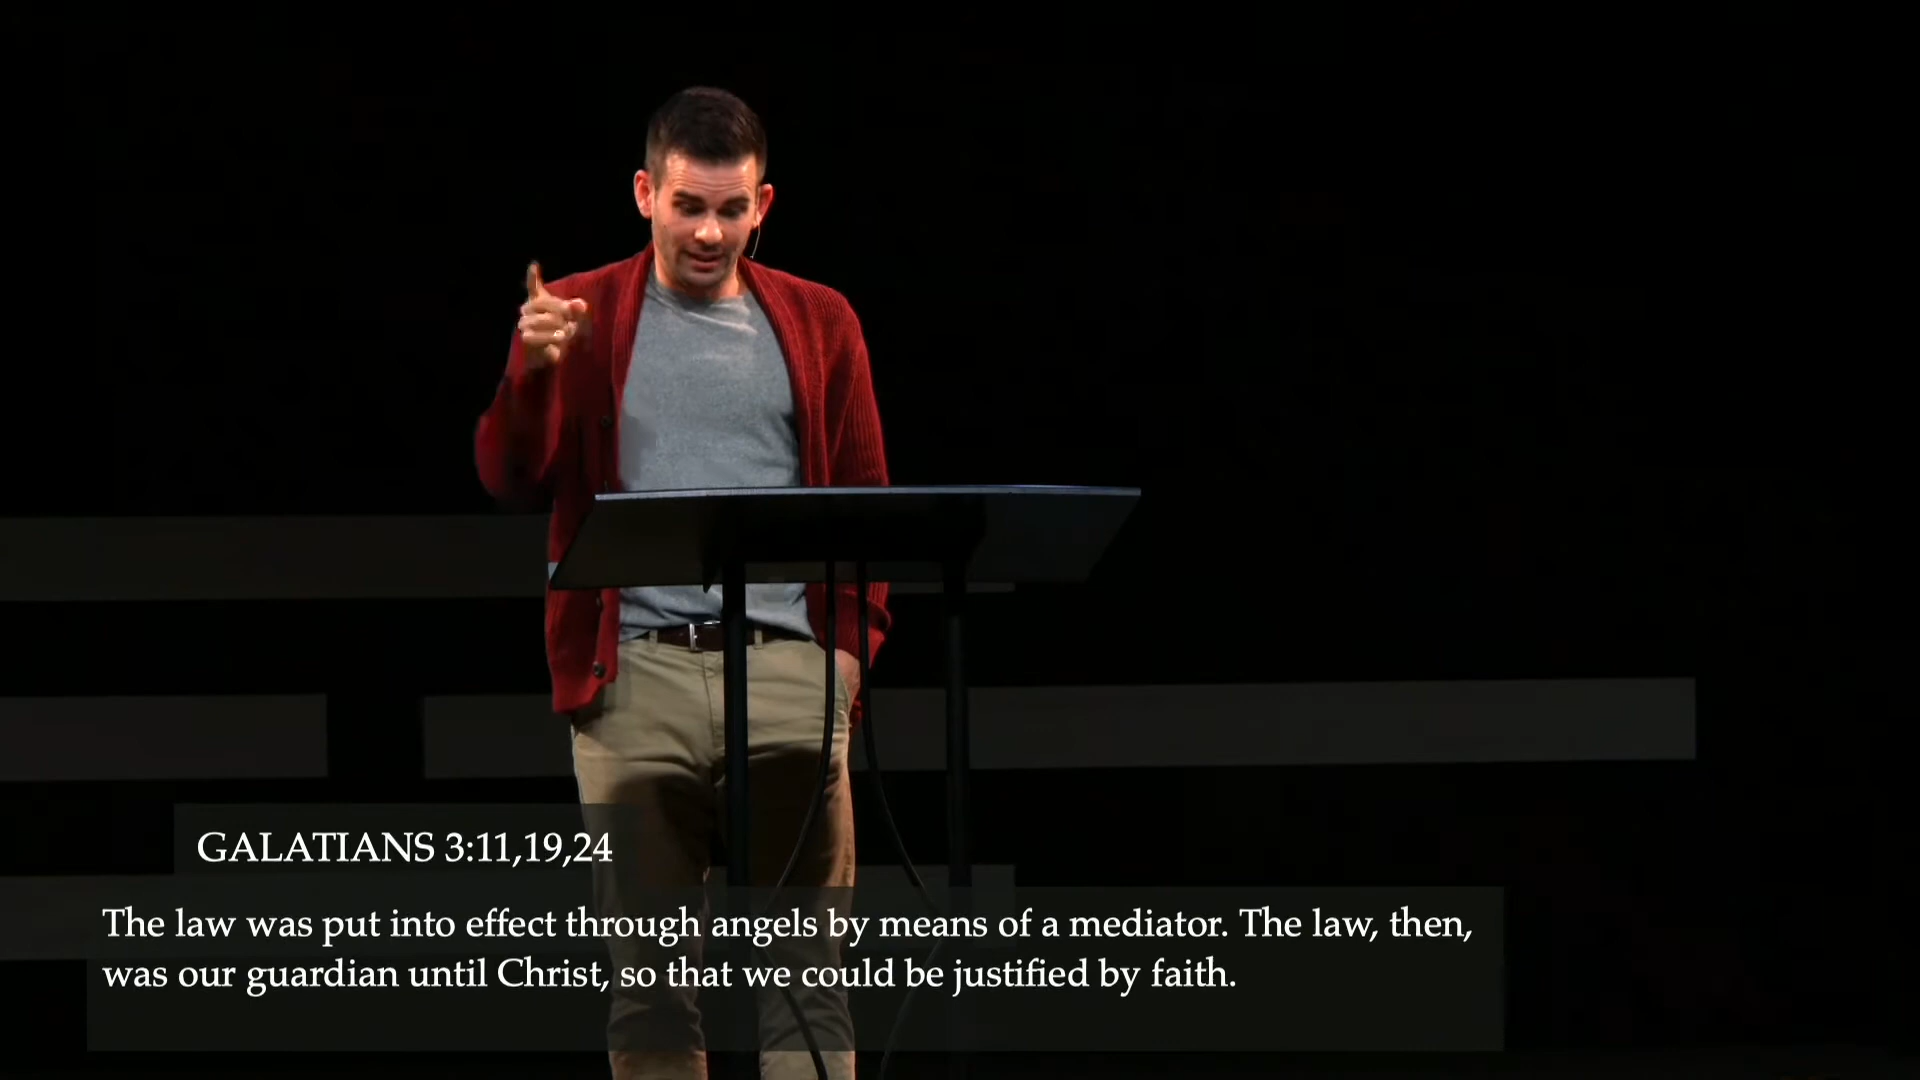 GALATIANS 3:11,19,24
The law was put into effect through angels by means of a mediator. The law, then,
was our guardian until Christ, so that we could be justified by faith.